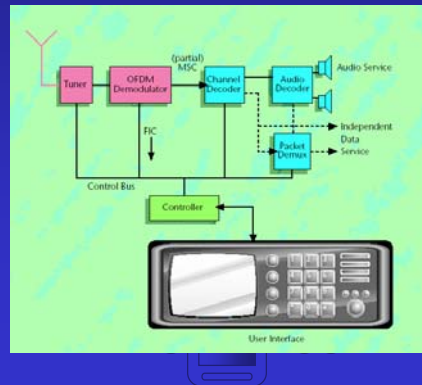 (partial)
MSC
Tuner
OFDM
Demodulator
Channel
Decoder
Audio
Decoder
Audio Service
FIC
Packet
Demux
Independent
Data
Service
Control Bus
Controller
User Interface